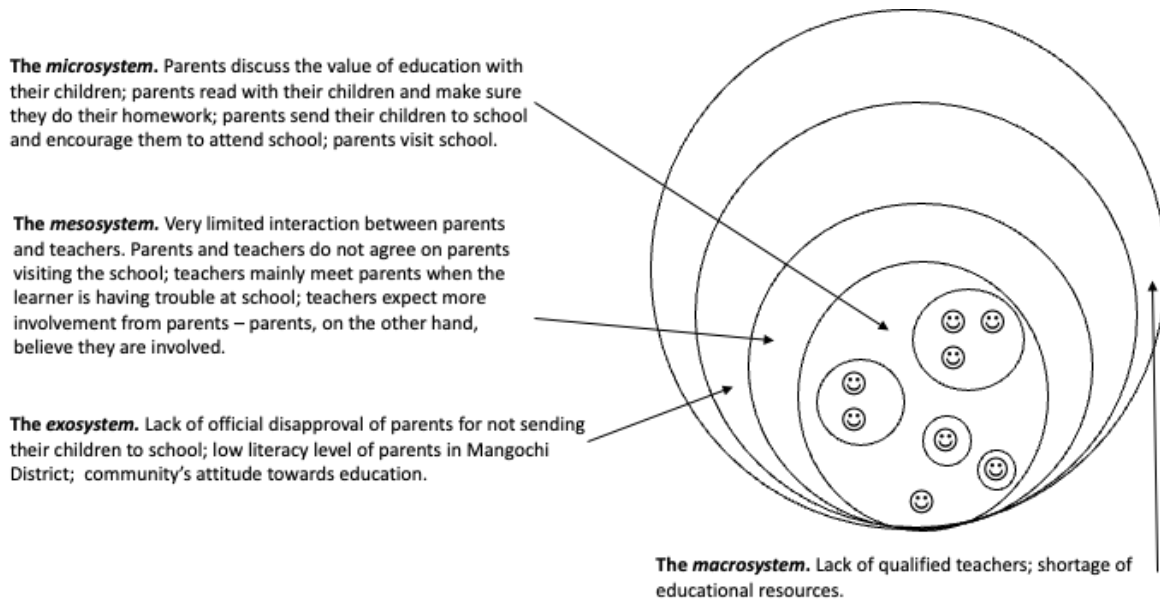 The microsystem. Parents discuss the value of education with
their children; parents read with their children and make sure
they do their homework; parents send their children to school
and encourage them to attend school; parents visit school.
The mesosystem. Very limited interaction between parents
and teachers. Parents and teachers do not agree on parents
visiting the school; teachers mainly meet parents when the
learner is having trouble at school; teachers expect more
involvement from parents – parents, on the other hand,
believe they are involved.
The exosystem. Lack of official disapproval of parents for not sending
their children to school; low literacy level of parents in Mangochi
District; community's attitude towards education.
The macrosystem. Lack of qualified teachers; shortage of
educational resources.